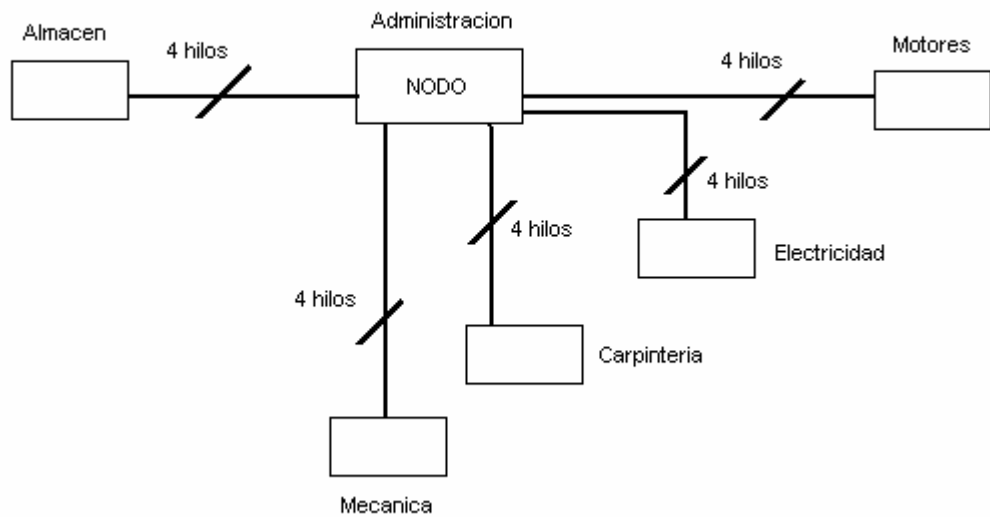 Administracion
Almacen
4 hilos
4 hilos
Motores
NODO
4 hilos
4 hilos
Electricidad
4 hilos
Carpinteria
Mecanica